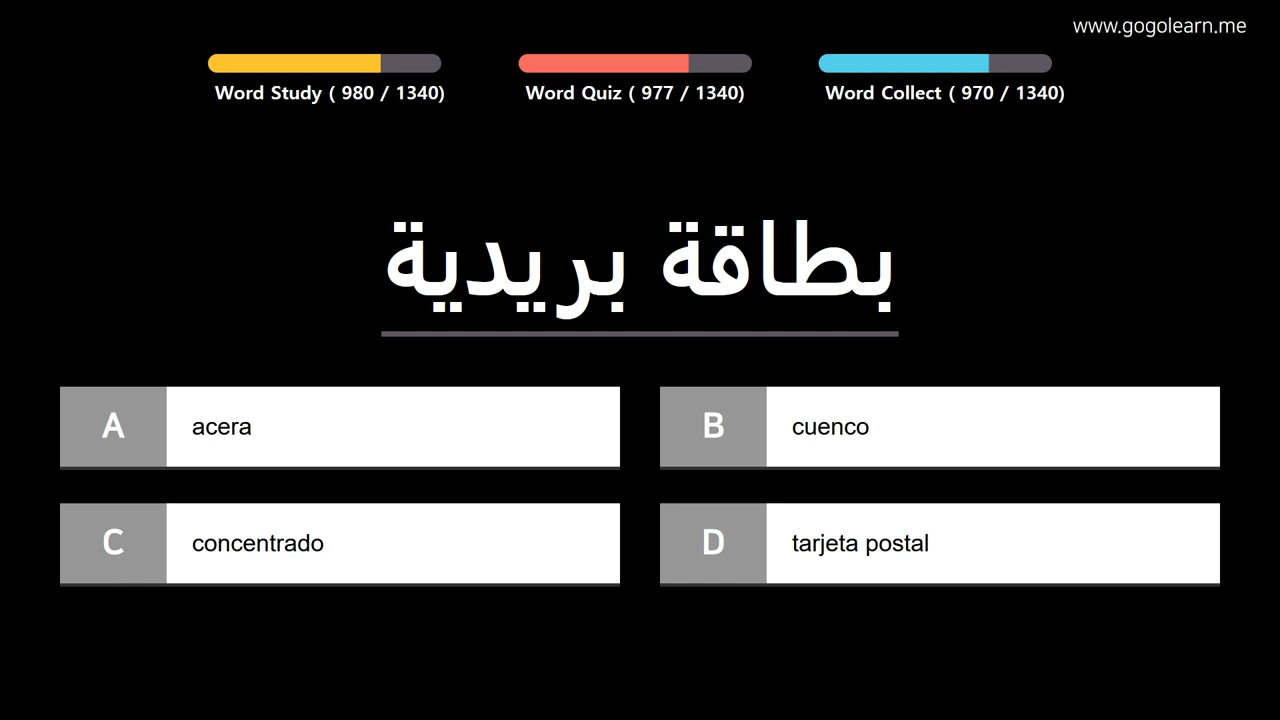 www.gogolearn.me
Word Study ( 980 / 1340)
Word Quiz ( 977 / 1340)
Word Collect ( 970 / 1340)
بطاقة بريدية
A
acera
B
cuenco
C
concentrado
D
tarjeta postal